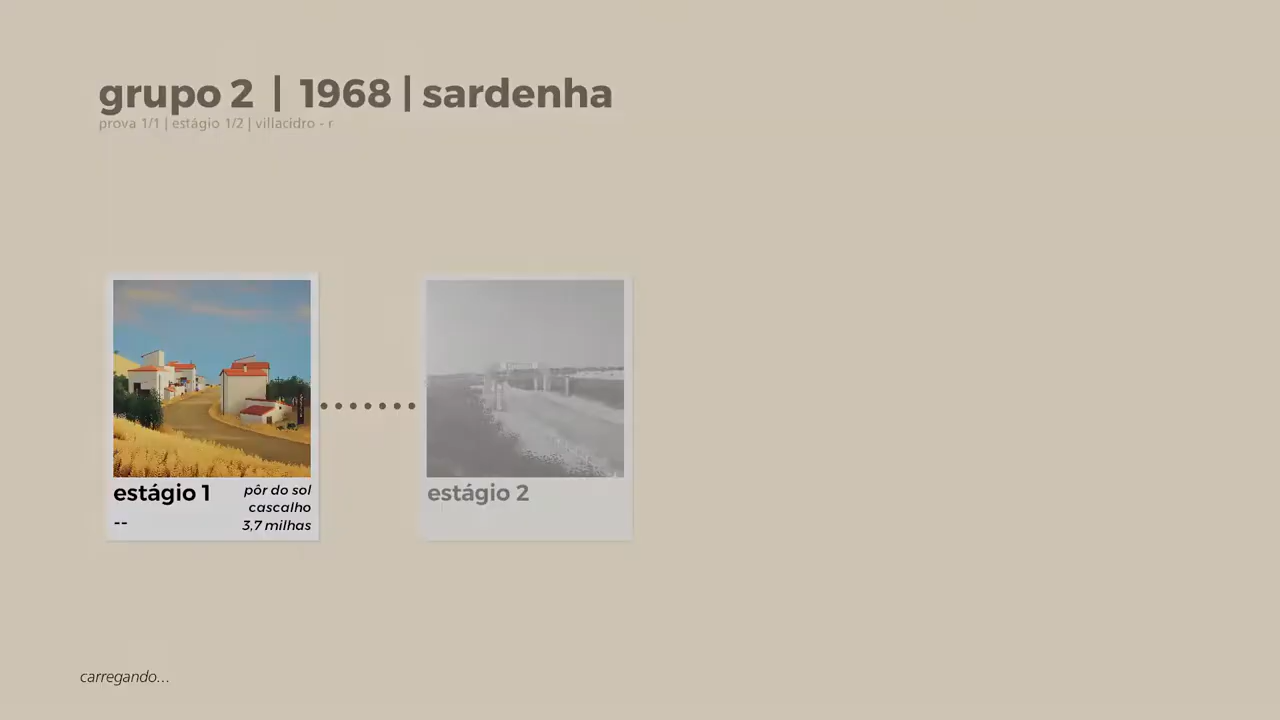 grupo 2 | 1968 | sardenha
prova 1/1 | estágio 1/2 | villacidro - r
estágio 1
pôr do sol
cascalho
3,7 milhas
--
estágio 2
carregando...